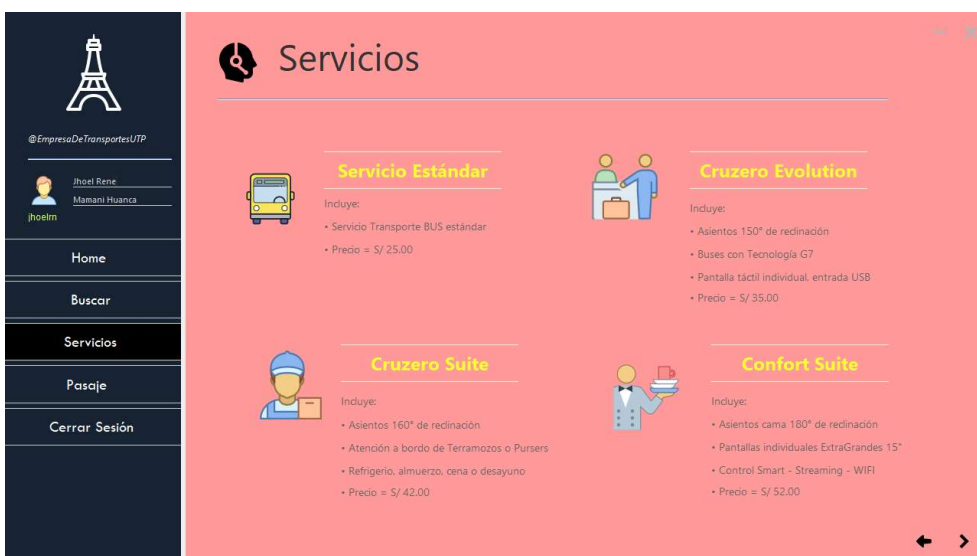 @EmpresaDeTransportesUTP
Jhoel Rene
Mamani Huanca
jhoelrn
Home
Buscar
Servicios
Pasaje
Cerrar Sesión
Servicios
Servicio Estándar
Incluye:
• Servicio Transporte BUS estándar
• Precio = S/ 25.00
Cruzero Evolution
Incluye:
• Asientos 150° de reclinación
• Buses con Tecnología G7
• Pantalla táctil individual, entrada USB
• Precio = S/ 35.00
Cruzero Suite
Incluye:
• Asientos 160° de reclinación
• Atención a bordo de Terramozos o Pursers
• Refrigerio, almuerzo, cena o desayuno
• Precio = S/ 42.00
Confort Suite
Incluye:
• Asientos cama 180° de reclinación
• Pantallas individuales ExtraGrandes 15"
• Control Smart - Streaming - WIFI
• Precio = S/ 52.00